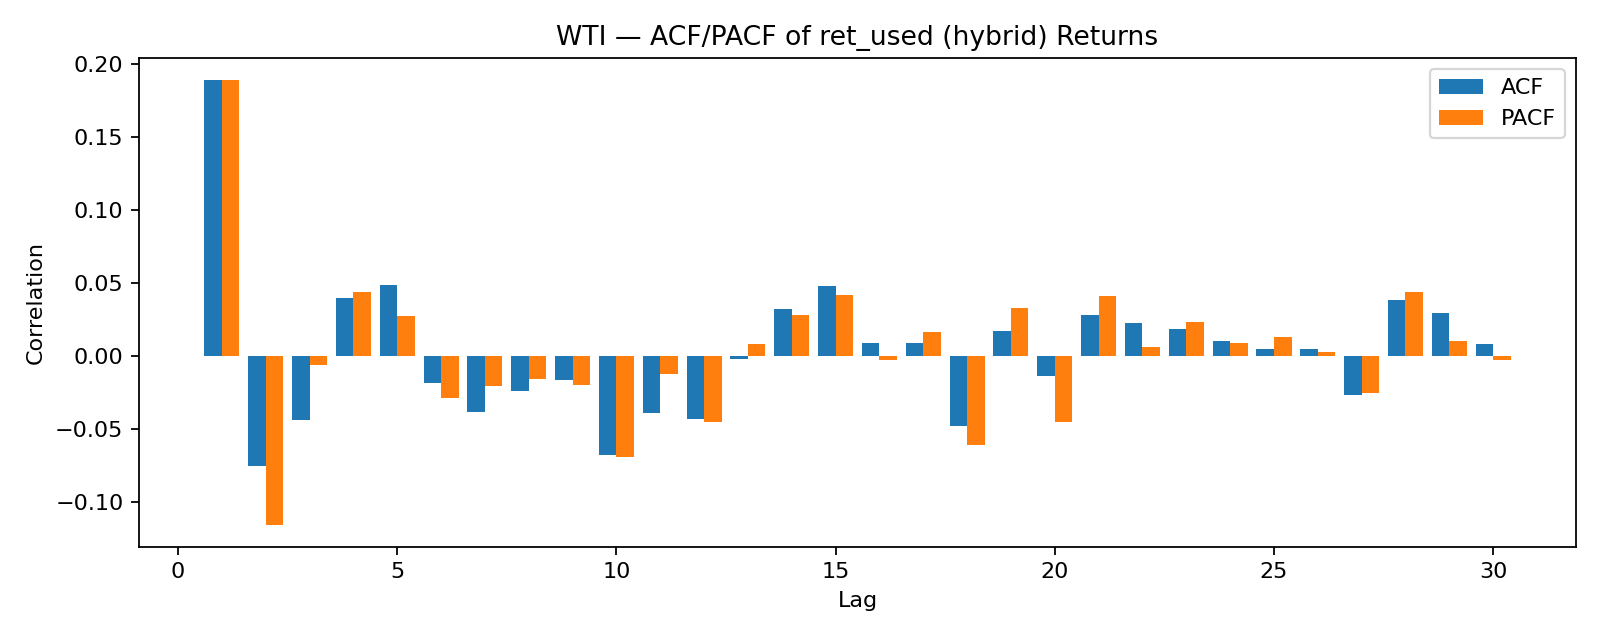 WTI — ACF/PACF of ret_used (hybrid) Returns
ACF
PACF
Correlation
0.20
0.15
0.10
0.05
0.00
−0.05
−0.10
0 5 10 15 20 25 30
Lag